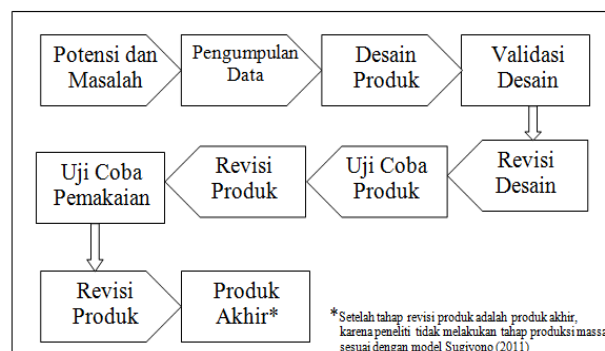 Potensi dan
Masalah
Pengumpulan
Data
Desain
Produk
Validasi
Desain
Revisi
Desain
Uji Coba
Produk
Revisi
Produk
Uji Coba
Pemakaian
Revisi
Produk
Produk
Akhir*
*Setelah tahap revisi produk adalah produk akhir,
karena peneliti tidak melakukan tahap produksi massa
sesuai dengan model Sugiyono (2011)